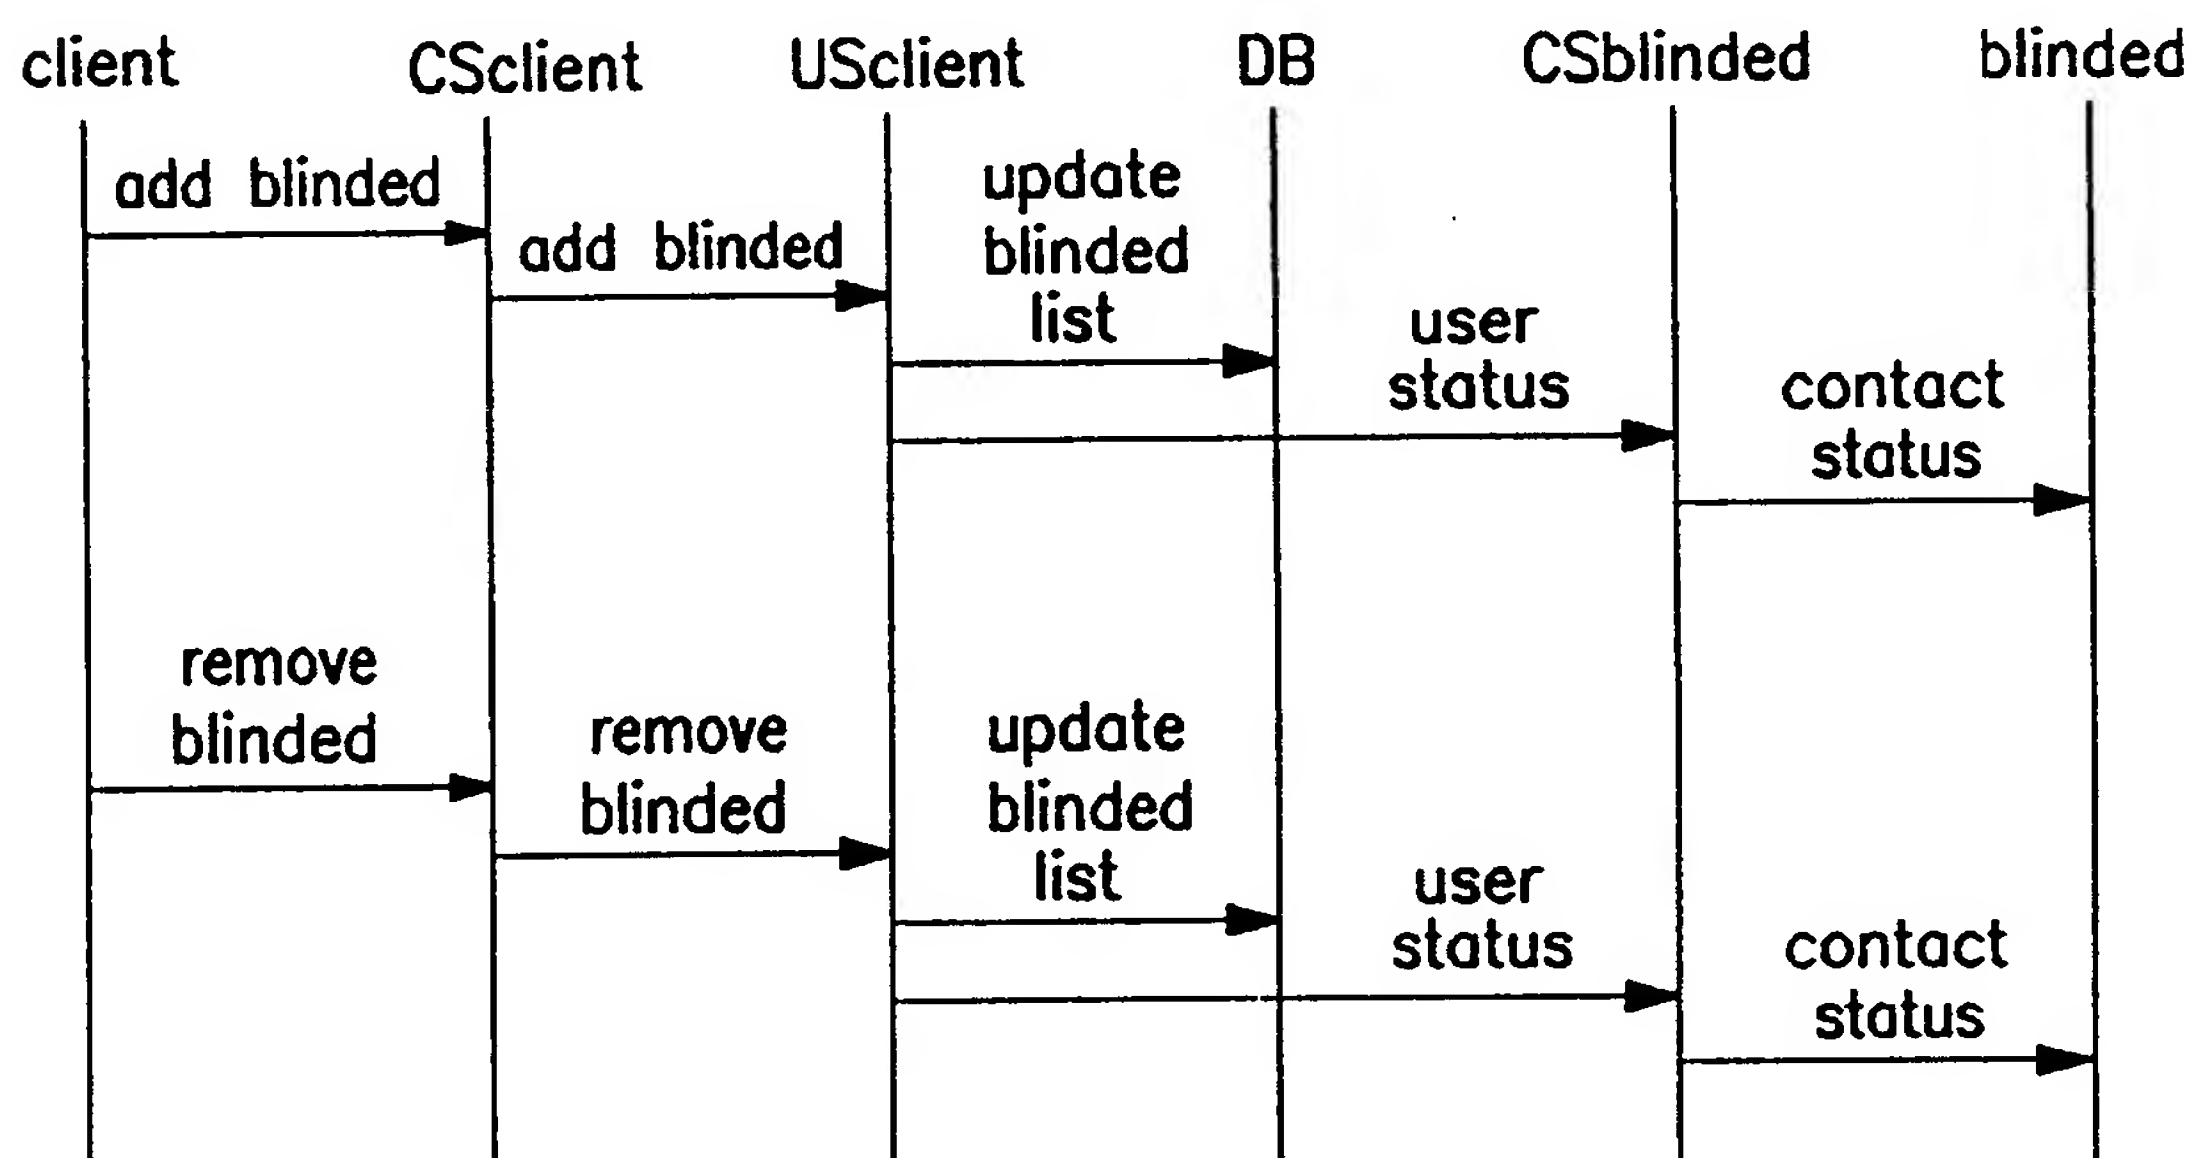 client CSclient USclient DB CSblinded blinded
add blinded
add blinded
update
blinded
list
user
status
contact
status
remove
blinded
remove
blinded
update
blinded
list
user
status
contact
status